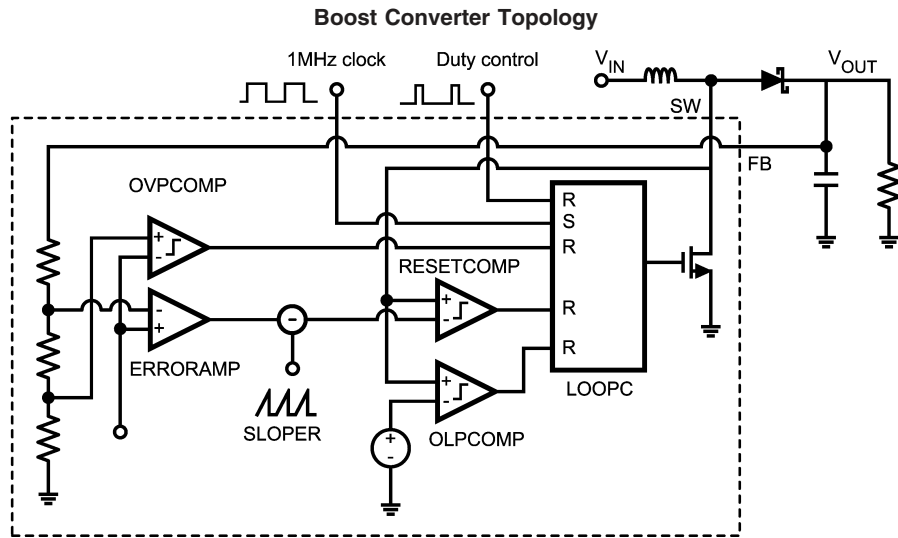 Boost Converter Topology
1MHz clock
Duty control
VIN
VOUT
SW
FB
OVPCOMP
R
S
R
RESETCOMP
+
-
-
+
-
+
-
R
ERRORAMP
R
LOOPC
SLOPER
+
-
OLPCOMP
+
-